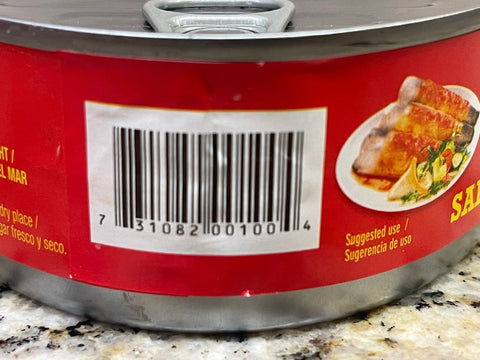 HT /
EL MAR
dry place /
gar fresco y seco.
7 31082 00100 4
Suggested use /
Sugerencia de uso
SA